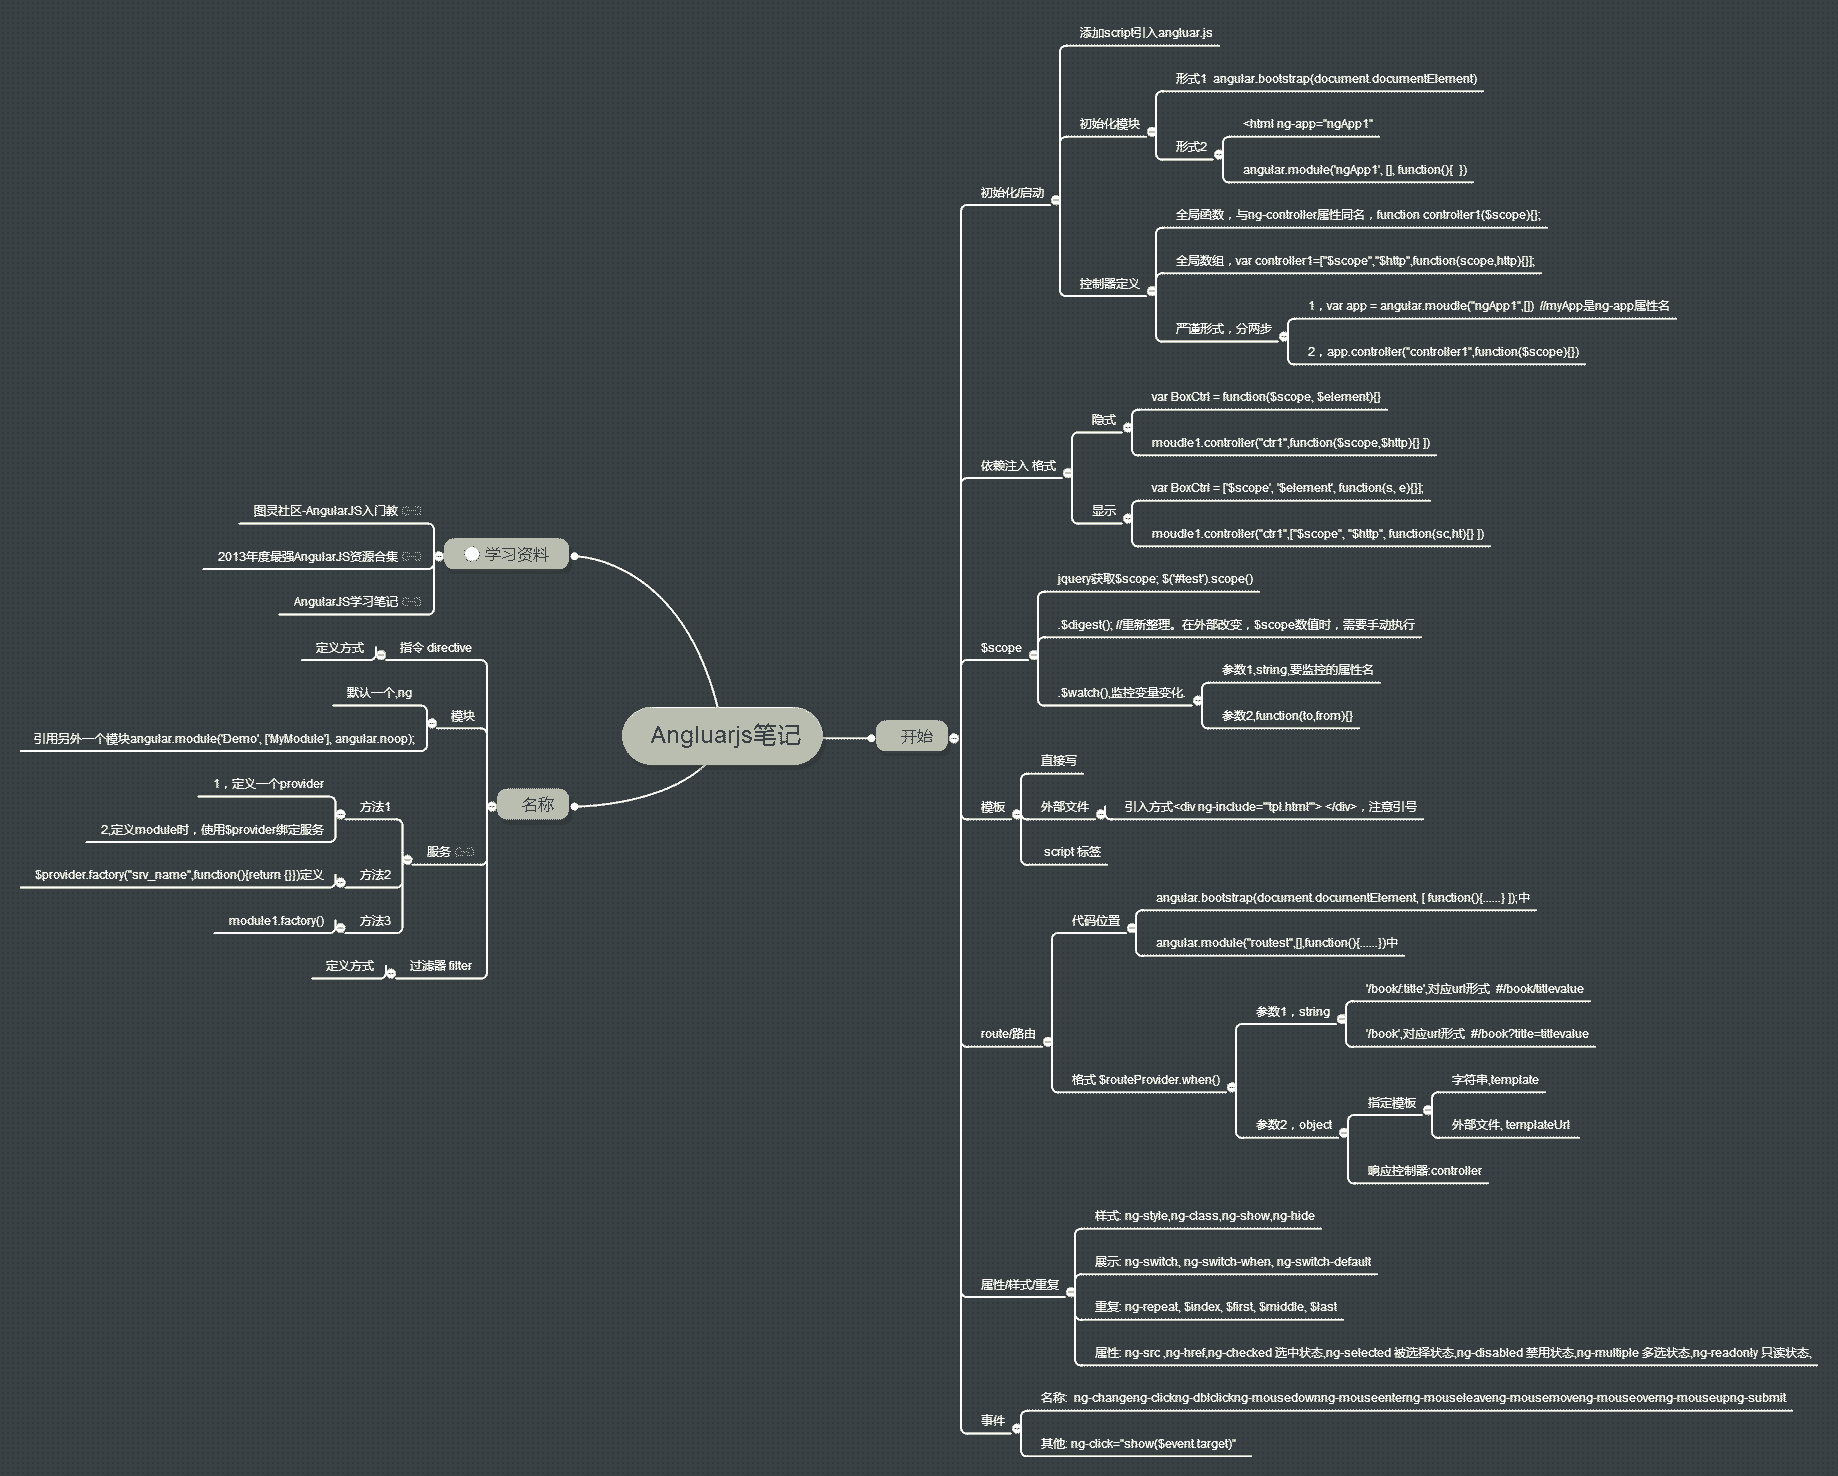 Angluarjs笔记
开始
初始化/启动
添加script引入angluar.js
初始化模块
形式1  angular.bootstrap(document.documentElement)
形式2
<html ng-app="ngApp1"
angular.module('ngApp1', [], function(){  })
控制器定义
全局函数，与ng-controller属性同名，function controller1($scope){};
全局数组，var controller1=["$scope","$http",function(scope,http){}];
严谨形式，分两步
1，var app = angular.moudle("ngApp1",[])  //myApp是ng-app属性名
2，app.controller("controller1",function($scope){})
依赖注入 格式
隐式
var BoxCtrl = function($scope, $element){}
moudle1.controller("ctr1",function($scope,$http){} ])
显示
var BoxCtrl = ['$scope', '$element', function(s, e){}];
moudle1.controller("ctr1",["$scope", "$http", function(sc,ht){} ])
$scope
jquery获取$scope; $('#test').scope()
.$digest(); //重新整理。在外部改变，$scope数值时，需要手动执行
.$watch(),监控变量变化.
参数1,string,要监控的属性名
参数2,function(to,from){}
模板
直接写
外部文件
引入方式<div ng-include="'tpl.html'"> </div>，注意引号
script 标签
route/路由
代码位置
angular.bootstrap(document.documentElement, [ function(){......} ]);中
angular.module("routest",[],function(){......})中
格式 $routeProvider.when()
参数1，string
'/book/:title',对应url形式  #/book/titlevalue
'/book',对应url形式  #/book?title=titlevalue
参数2，object
指定模板
字符串,template
外部文件, templateUrl
响应控制器:controller
属性/样式/重复
样式: ng-style,ng-class,ng-show,ng-hide
展示: ng-switch, ng-switch-when, ng-switch-default
重复: ng-repeat, $index, $first, $middle, $last
属性: ng-src ,ng-href,ng-checked 选中状态,ng-selected 被选择状态,ng-disabled 禁用状态,ng-multiple 多选状态,ng-readonly 只读状态,
事件
名称:  ng-changeng-clickng-dblclickng-mousedownng-mouseenterng-mouseleaveng-mousemoveng-mouseoverng-mouseupng-submit
其他: ng-click="show($event.target)"
学习资料
图灵社区-AngularJS入门教
2013年度最强AngularJS资源合集
AngularJS学习笔记
名称
指令 directive
定义方式
模块
默认一个,ng
引用另外一个模块angular.module('Demo', ['MyModule'], angular.noop);
服务
方法1
1，定义一个provider
2,定义module时，使用$provider绑定服务
方法2
$provider.factory("srv_name",function(){return {}})定义
方法3
module1.factory()
过滤器 filter
定义方式